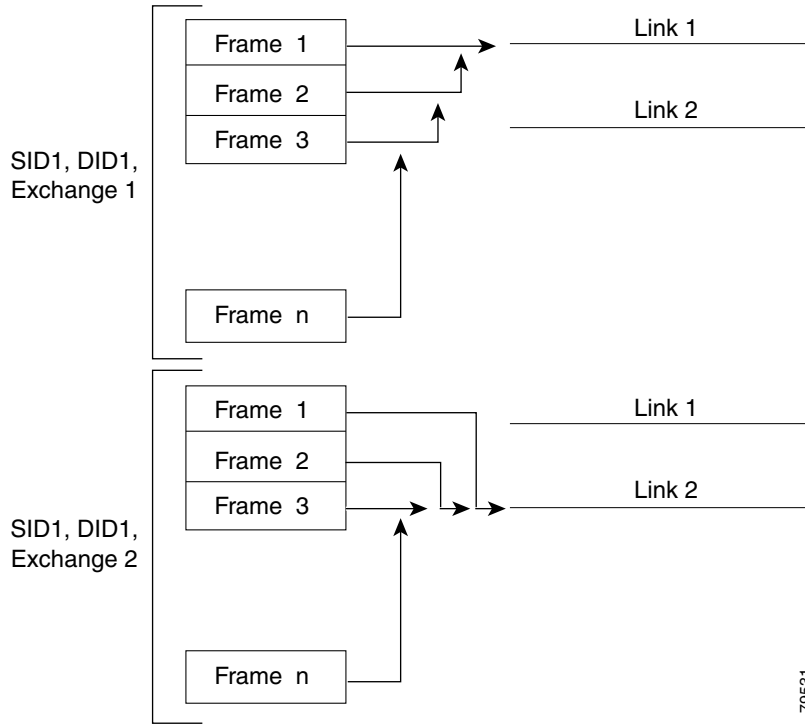 Frame 1
Link 1
Frame 2
Link 2
Frame 3
SID1, DID1,
Exchange 1
Frame n
Frame 1
Link 1
Frame 2
Link 2
Frame 3
SID1, DID1,
Exchange 2
Frame n
79531